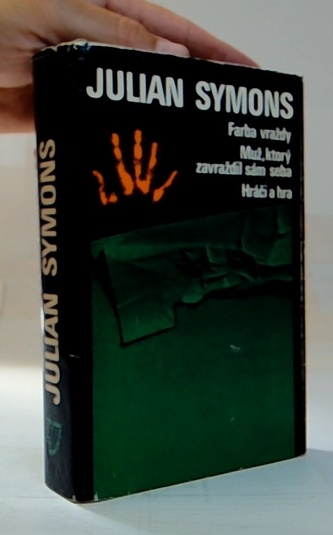 JULIAN SYMONS
Farba vraždy
Muž, ktorý
zavraždil sám seba
Hráči a hra
JULIAN SYMONS